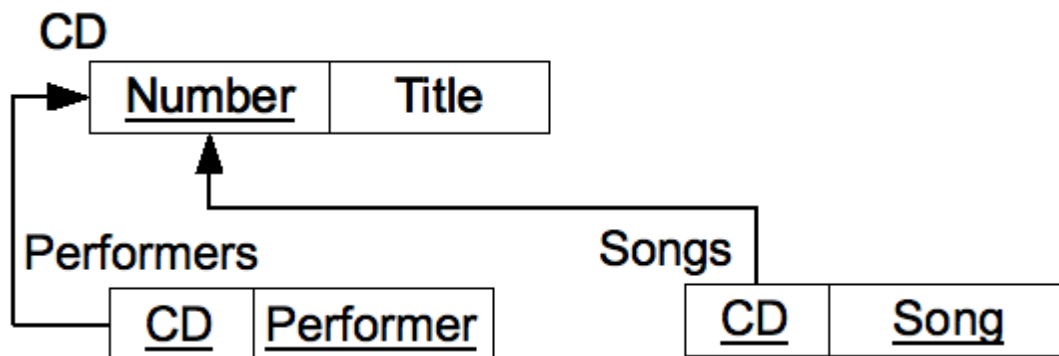 CD
Number Title
Performers
Songs
CD Performer
CD Song